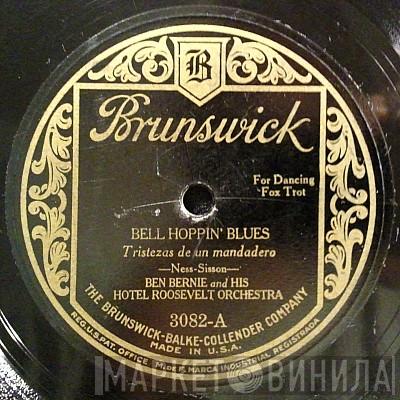 B
Brunswick
For Dancing
Fox Trot
BELL HOPPIN' BLUES
Tristezas de un mandadero
—Ness-Sisson—
BEN BERNIE and HIS
HOTEL ROOSEVELT ORCHESTRA
3082-A
THE BRUNSWICK-BALKE-COLLENDER COMPANY
MADE IN U.S.A.
REG. U.S. PAT. OFFICE M. DE F. MARCA INDUSTRIAL REGISTRADA
МАРКЕТ ВИНИЛА